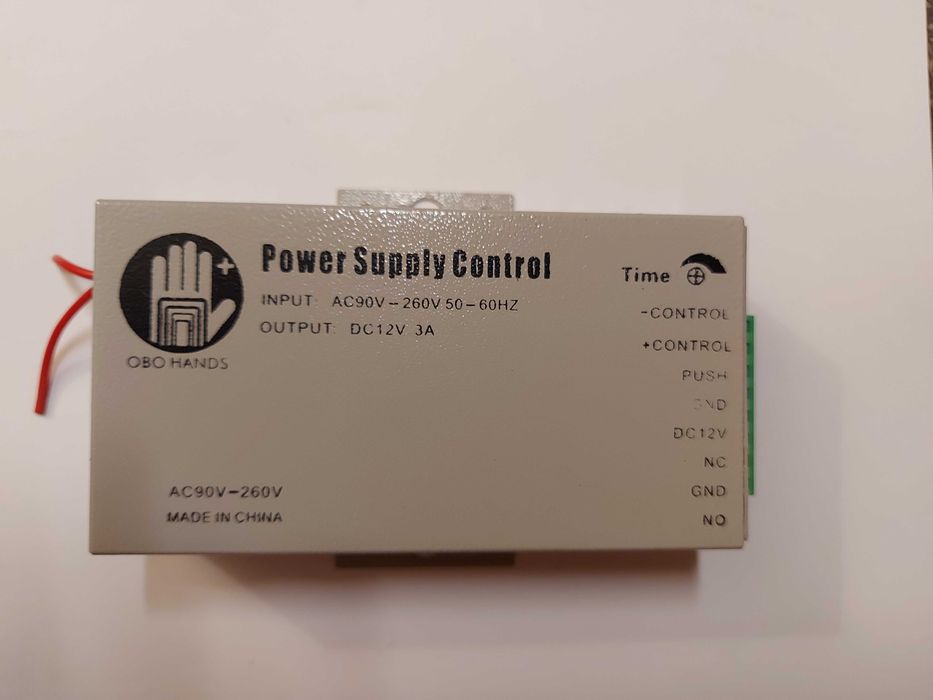 Power Supply Control
INPUT: AC90V-260V 50-60HZ
OUTPUT: DC12V 3A
+
OBO HANDS
Time
-CONTROL
+CONTROL
PUSH
GND
DC12V
NC
GND
NO
AC90V-260V
MADE IN CHINA